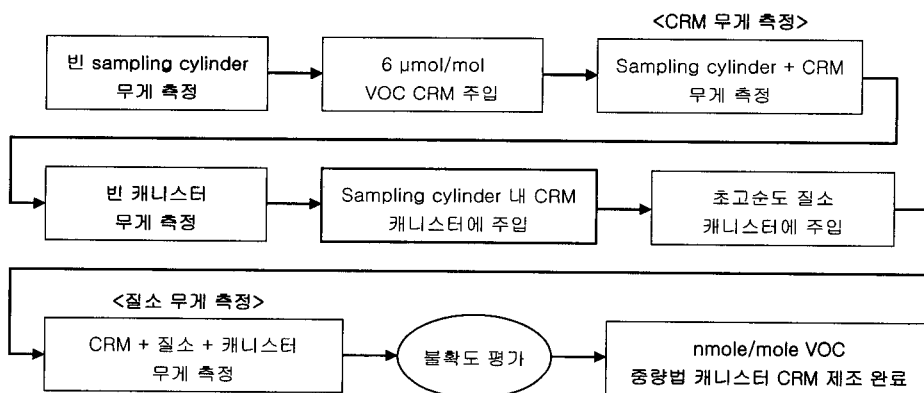 <CRM 무게 측정>
빈 sampling cylinder
무게 측정
6 μmol/mol
VOC CRM 주입
Sampling cylinder + CRM
무게 측정
빈 캐니스터
무게 측정
Sampling cylinder 내 CRM
캐니스터에 주입
초고순도 질소
캐니스터에 주입
<질소 무게 측정>
CRM + 질소 + 캐니스터
무게 측정
불확도 평가
nmole/mole VOC
중량법 캐니스터 CRM 제조 완료